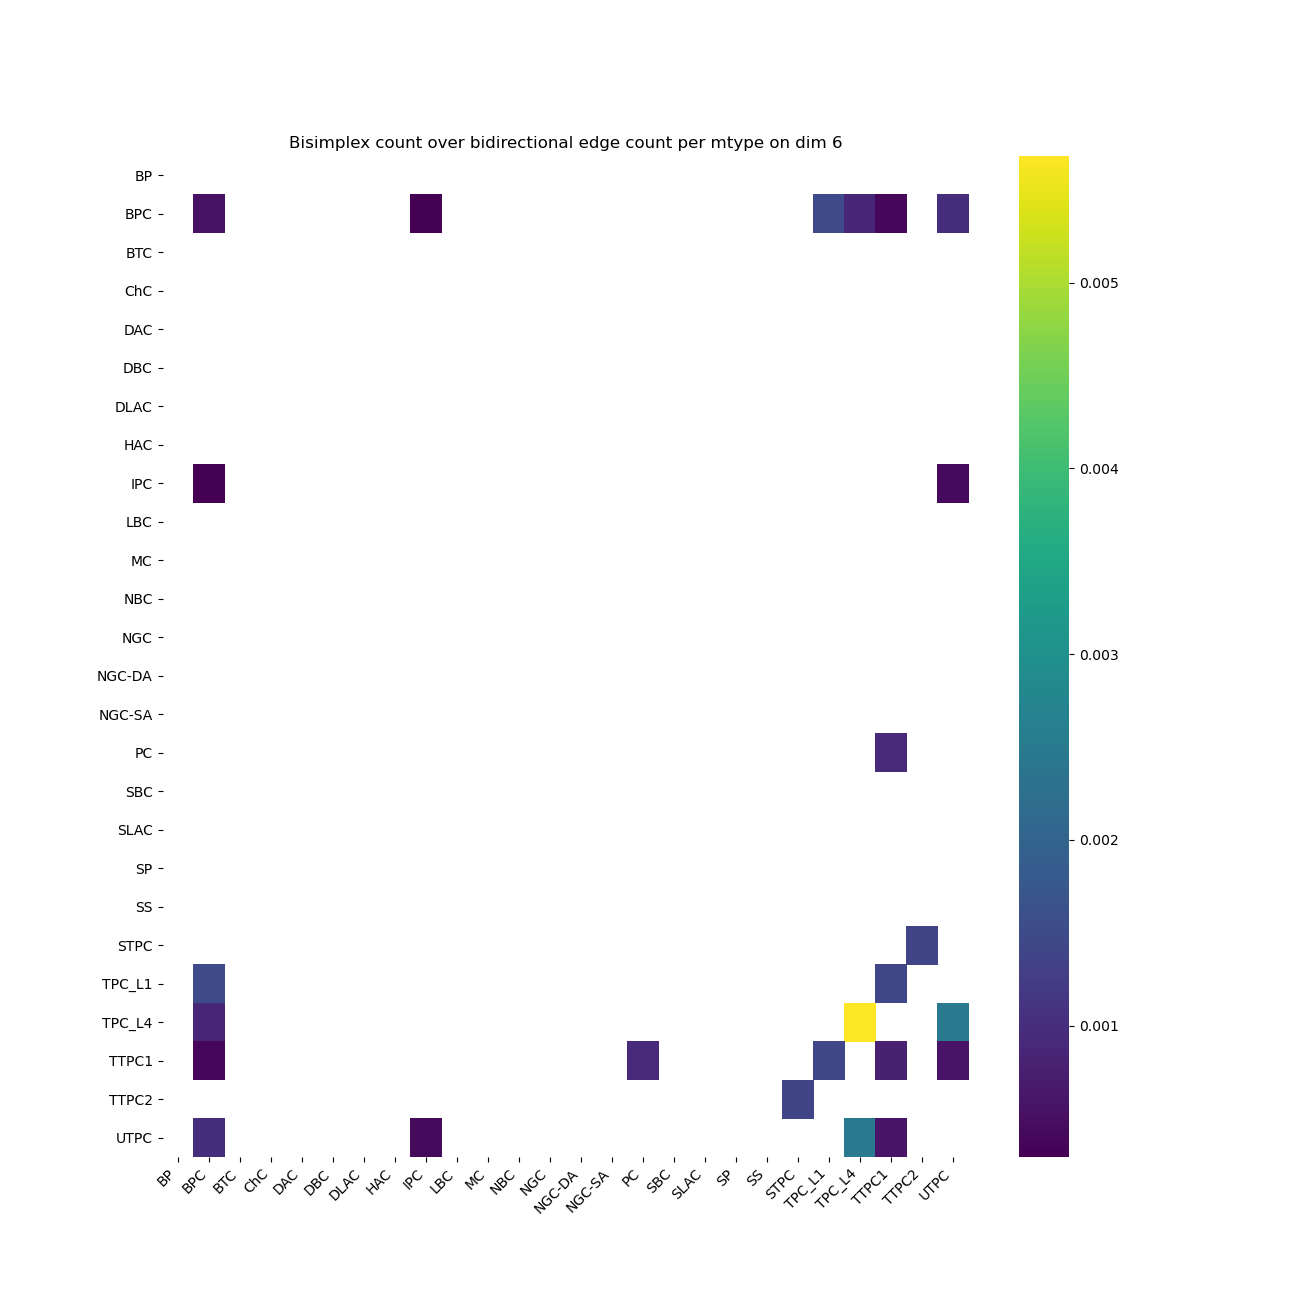 Bisimplex count over bidirectional edge count per mtype on dim 6
BP
BPC
BTC
ChC
DAC
DBC
DLAC
HAC
IPC
LBC
MC
NBC
NGC
NGC-DA
NGC-SA
PC
SBC
SLAC
SP
SS
STPC
TPC_L1
TPC_L4
TTPC1
TTPC2
UTPC
BP
BPC
BTC
ChC
DAC
DBC
DLAC
HAC
IPC
LBC
MC
NBC
NGC
NGC-DA
NGC-SA
PC
SBC
SLAC
SP
SS
STPC
TPC_L1
TPC_L4
TTPC1
TTPC2
UTPC
0.005
0.004
0.003
0.002
0.001